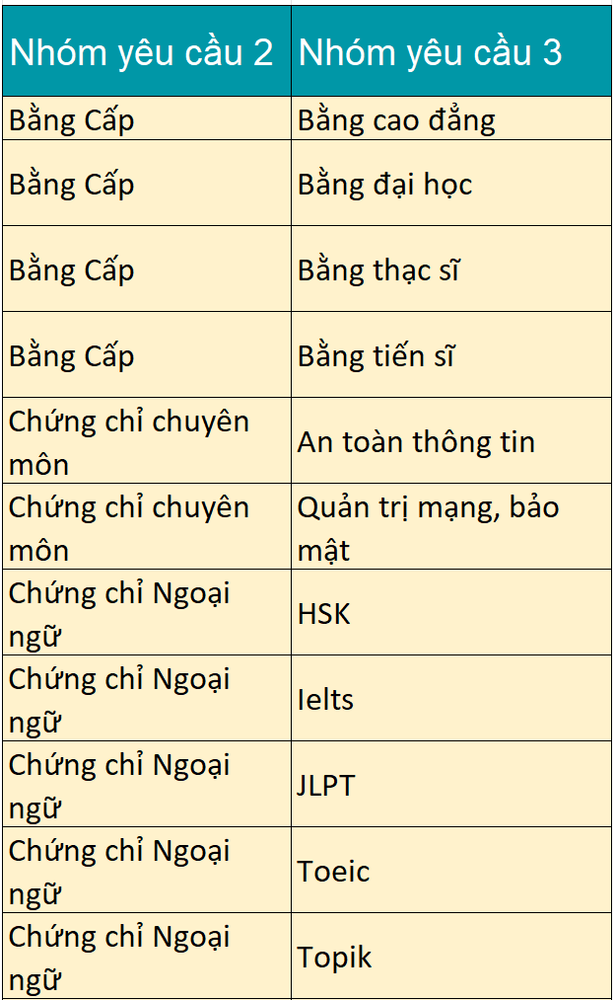 Nhóm yêu cầu 2 Nhóm yêu cầu 3
Bằng Cấp Bằng cao đẳng
Bằng Cấp Bằng đại học
Bằng Cấp Bằng thạc sĩ
Bằng Cấp Bằng tiến sĩ
Chứng chỉ chuyên
môn
An toàn thông tin
Chứng chỉ chuyên
môn
Quản trị mạng, bảo
mật
Chứng chỉ Ngoại
ngữ
HSK
Chứng chỉ Ngoại
ngữ
Ielts
Chứng chỉ Ngoại
ngữ
JLPT
Chứng chỉ Ngoại
ngữ
Toeic
Chứng chỉ Ngoại
ngữ
Topik